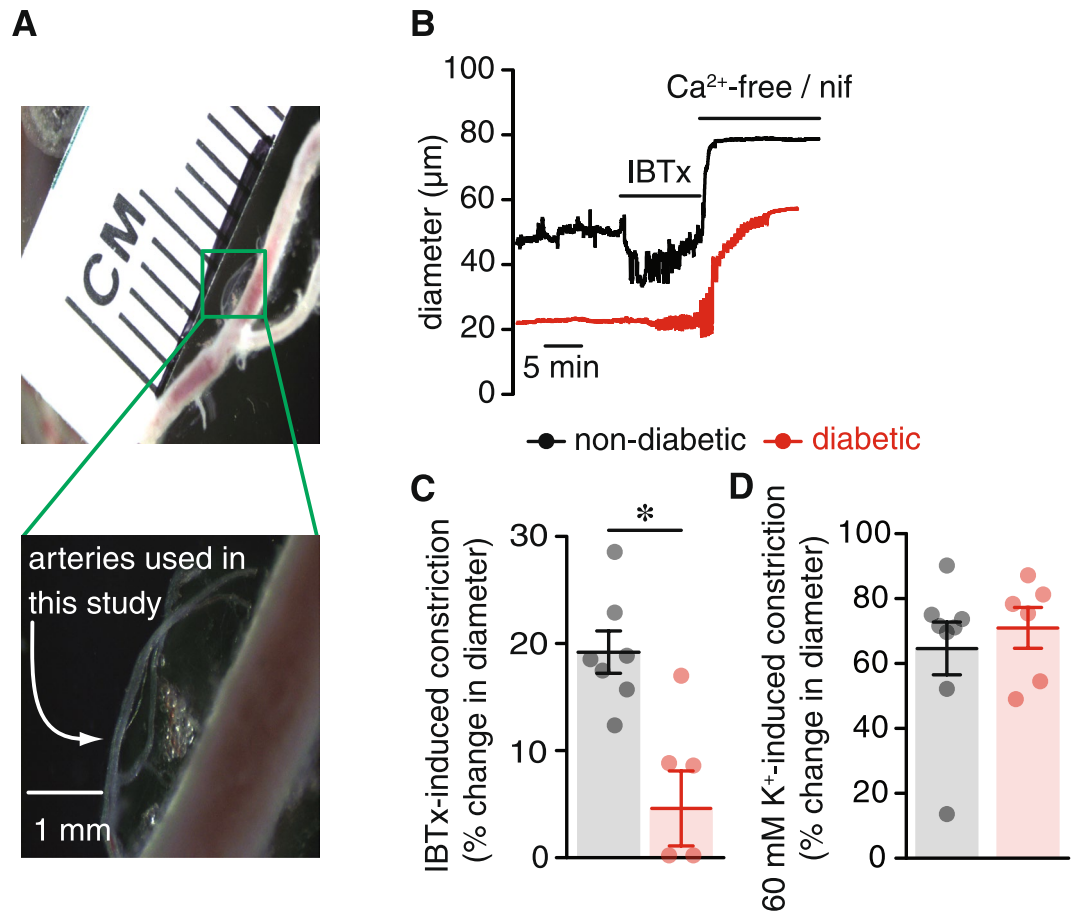 A
CM
arteries used in
this study
1 mm
B
diameter (µm)
100
80
60
40
20
0
Ca²⁺-free / nif
IBTx
5 min
non-diabetic
diabetic
C
IBTx-induced constriction
(% change in diameter)
30
20
10
0
*
D
60 mM K⁺-induced constriction
(% change in diameter)
100
80
60
40
20
0